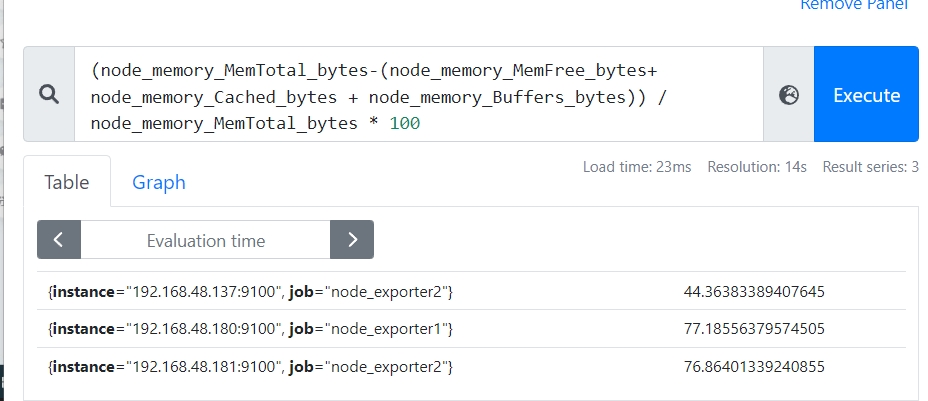 Remove Panel
(node_memory_MemTotal_bytes-(node_memory_MemFree_bytes+
node_memory_Cached_bytes + node_memory_Buffers_bytes)) /
node_memory_MemTotal_bytes * 100
Execute
Table
Graph
Load time: 23ms Resolution: 14s Result series: 3
Evaluation time
{instance="192.168.48.137:9100", job="node_exporter2"} 44.36383389407645
{instance="192.168.48.180:9100", job="node_exporter1"} 77.18556379574505
{instance="192.168.48.181:9100", job="node_exporter2"} 76.86401339240855